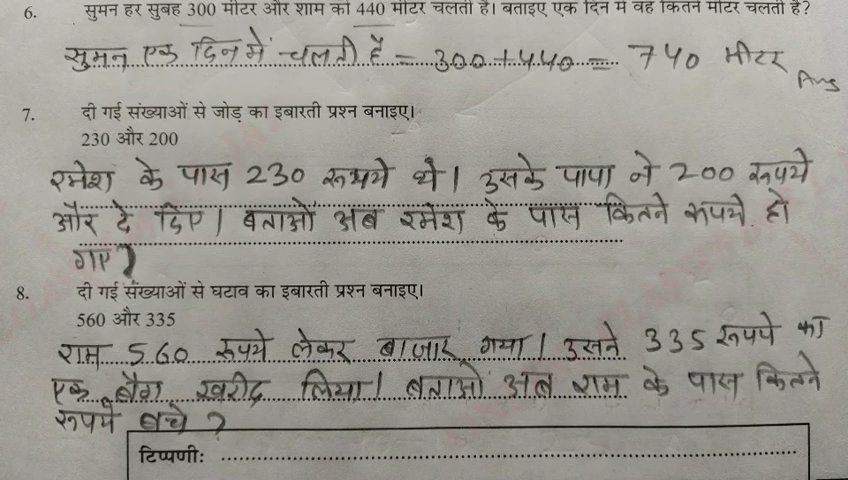 6. सुमन हर सुबह 300 मीटर और शाम को 440 मीटर चलती है। बताइए एक दिन में वह कितने मीटर चलती है?
सुमन एक दिन में चलती है = 300 + 440 = 740 मीटर
Ans
7. दी गई संख्याओं से जोड़ का इबारती प्रश्न बनाइए।
230 और 200
रमेश के पास 230 रूपये थे। उसके पापा ने 200 रूपये
और दे दिए। बताओं अब रमेश के पास कितने रूपये हो
गए?
8. दी गई संख्याओं से घटाव का इबारती प्रश्न बनाइए।
560 और 335
राम 560 रूपये लेकर बाजार गया। उसने 335 रूपये का
एक बैग खरीद लिया। बताओं अब राम के पास कितने
रूपये बचे ?
टिप्पणीः